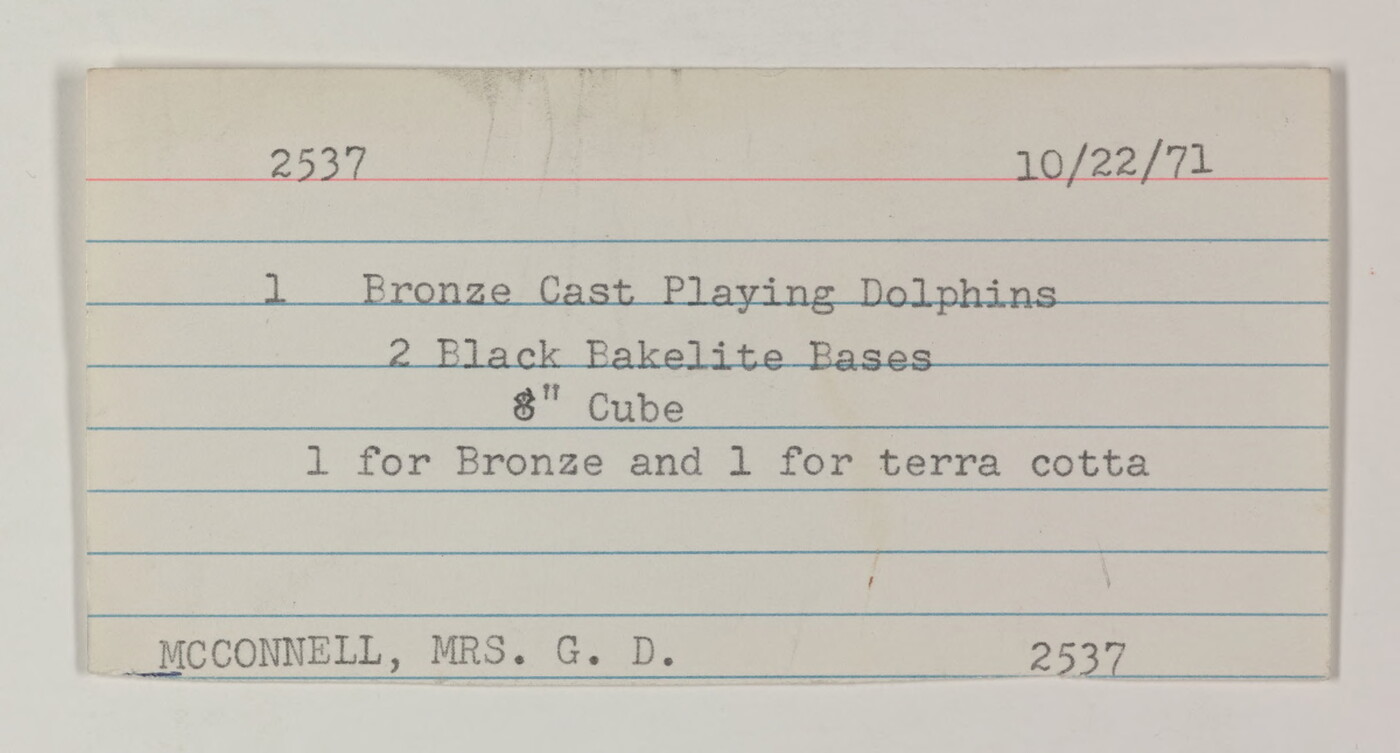 2537 10/22/71
1 Bronze Cast Playing Dolphins
2 Black Bakelite Bases
8" Cube
1 for Bronze and 1 for terra cotta
MCCONNELL, MRS. G. D. 2537